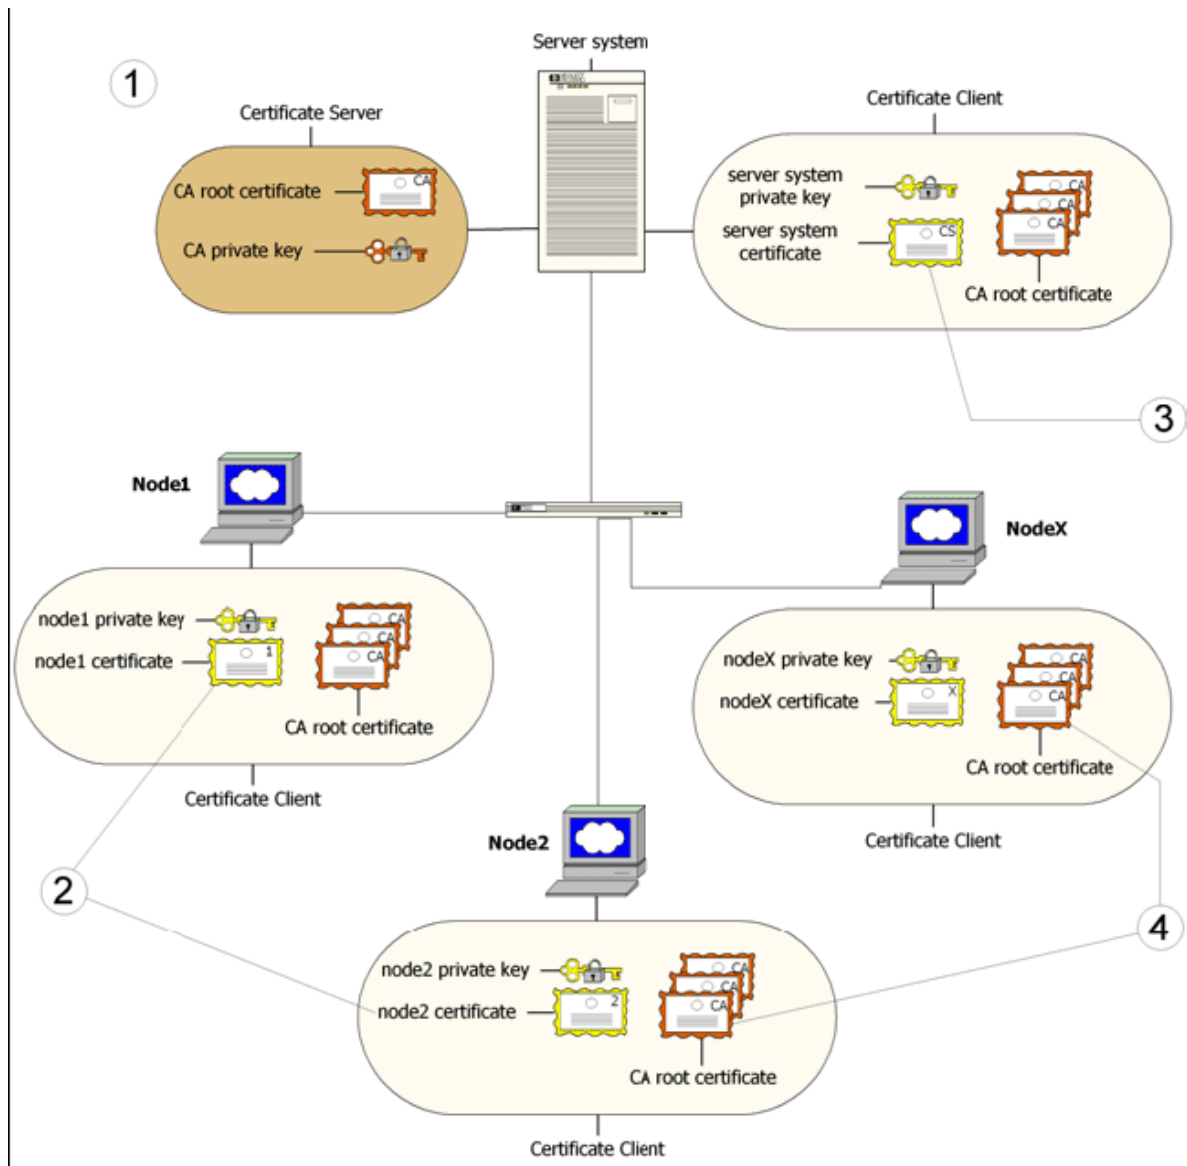 Server system
1
Certificate Server
CA root certificate
CA
CA private key
Certificate Client
server system
private key
server system
certificate
CS
CA
CA
CA
CA root certificate
3
Node1
node1 private key
node1 certificate
1
CA
CA
CA
CA root certificate
Certificate Client
NodeX
nodeX private key
nodeX certificate
X
CA
CA
CA
CA root certificate
Certificate Client
2
Node2
node2 private key
node2 certificate
2
CA
CA
CA
CA root certificate
Certificate Client
4